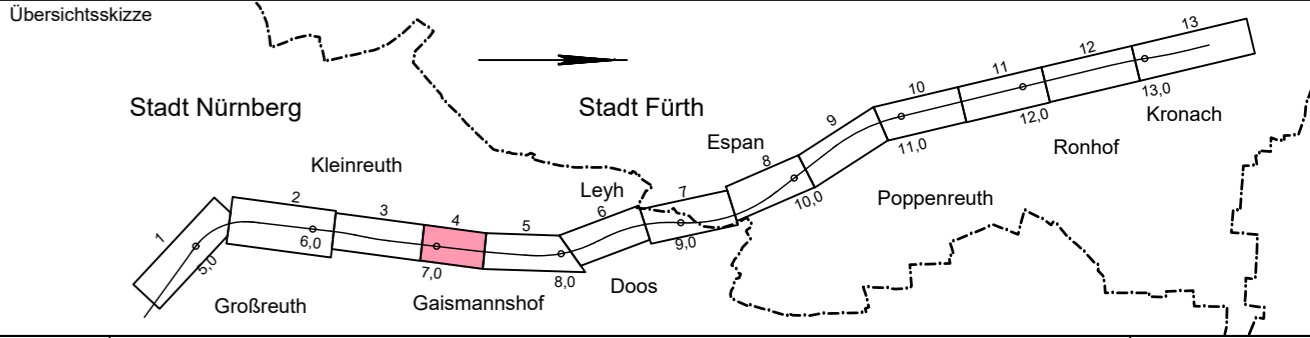 Übersichtsskizze
Stadt Nürnberg
Stadt Fürth
Kleinreuth
Leyh
Espan
Kronach
Ronhof
Poppenreuth
Großreuth
Gaismannshof
Doos
1
2
3
4
5
6
7
8
9
10
11
12
13
5,0
6,0
7,0
8,0
9,0
10,0
11,0
12,0
13,0